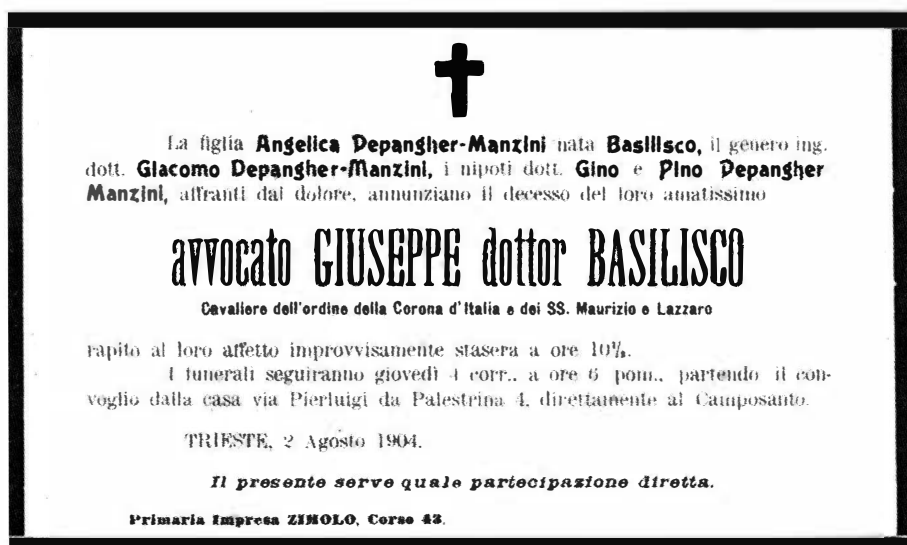 La figlia Angelica Depangher-Manzini nata Basilisco, il genero ing.
dott. Giacomo Depangher-Manzini, i nipoti dott. Gino e Pino Depangher
Manzini, affranti dal dolore, annunziano il decesso del loro amatissimo
avvocato GIUSEPPE dottor BASILISCO
Cavaliere dell'ordine della Corona d'Italia e dei SS. Maurizio e Lazzaro
rapito al loro affetto improvvisamente stasera a ore 10½.
I funerali seguiranno giovedì 4 corr., a ore 6 pom., partendo il con-
voglio dalla casa via Pierluigi da Palestrina 4, direttamente al Camposanto.
TRIESTE, 2 Agosto 1904.
Il presente serve quale partecipazione diretta.
Primaria Impresa ZIMOLO, Corso 43.